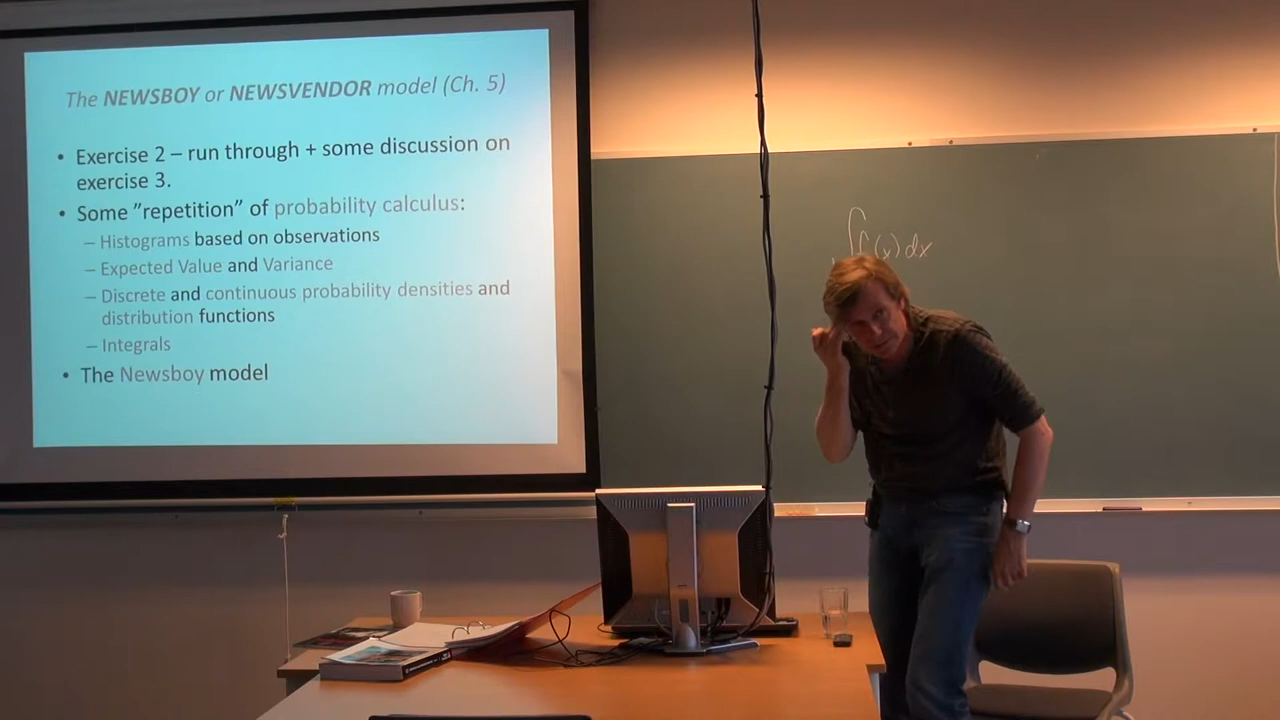 The NEWSBOY or NEWSVENDOR model (Ch. 5)
• Exercise 2 – run through + some discussion on
exercise 3.
• Some ”repetition” of probability calculus:
– Histograms based on observations
– Expected Value and Variance
– Discrete and continuous probability densities and
distribution functions
– Integrals
• The Newsboy model
∫f(x)dx